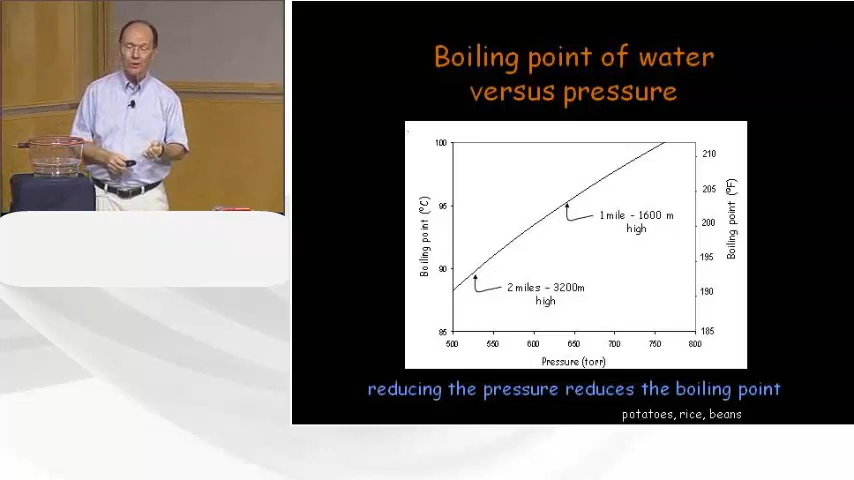 Boiling point of water
versus pressure
100
95
90
85
Boiling point (°C)
210
205
200
195
190
185
Boiling point (°F)
1 mile - 1600 m
high
2 miles - 3200m
high
500 550 600 650 700 750 800
Pressure (torr)
reducing the pressure reduces the boiling point
potatoes, rice, beans